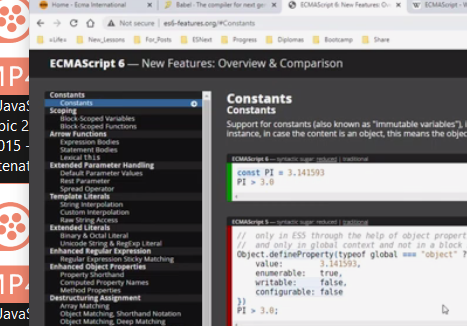 Home - Ecma International
Babel · The compiler for next ge
ECMAScript 6: New Features: O
W Вихідний код - W
Not secure | es6-features.org/#Constants
«Life» New_Lessons For_Posts ESNext Progress Diplomas Bootcamp Share
ECMAScript 6 — New Features: Overview & Comparison
Constants
Constants
Scoping
Block-Scoped Variables
Block-Scoped Functions
Arrow Functions
Expression Bodies
Statement Bodies
Lexical this
Extended Parameter Handling
Default Parameter Values
Rest Parameter
Spread Operator
Template Literals
String Interpolation
Custom Interpolation
Raw String Access
Extended Literals
Binary & Octal Literal
Unicode String & RegExp Literal
Enhanced Regular Expression
Regular Expression Sticky Matching
Enhanced Object Properties
Property Shorthand
Computed Property Names
Method Properties
Destructuring Assignment
Array Matching
Object Matching, Shorthand Notation
Object Matching, Deep Matching
Constants
Constants
Support for constants (also known as "immutable variables"), i
instance, in case the content is an object, this means the objec
ECMAScript 6 — syntactic sugar: reduced | traditional
const PI = 3.141593
PI > 3.0
ECMAScript 5 — syntactic sugar: reduced | traditional
// only in ES5 through the help of object propert
// and only in global context and not in a block
Object.defineProperty(typeof global === "object" ?
value: 3.141593,
enumerable: true,
writable: false,
configurable: false
})
PI > 3.0;
MP4
JavaS
pic 2
015 -
tenat
MP4
JavaS